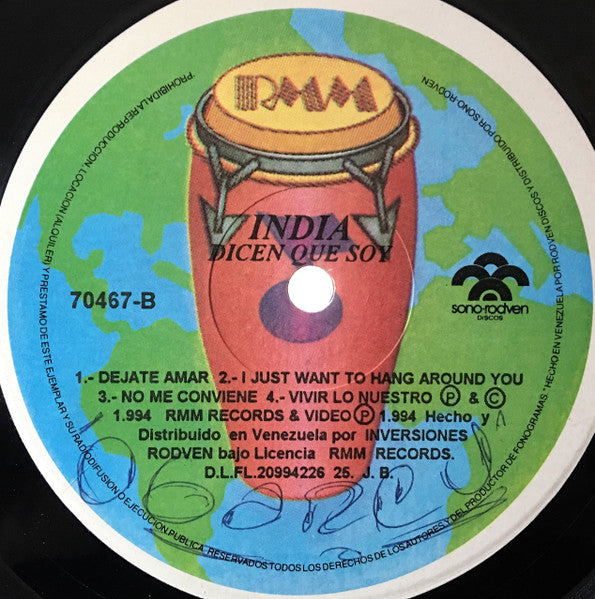 RMM
INDIA
DICEN QUE SOY
70467-B
sono-rodven
DISCOS
1.- DEJATE AMAR 2.- I JUST WANT TO HANG AROUND YOU
3.- NO ME CONVIENE 4.- VIVIR LO NUESTRO Ⓟ & Ⓒ
1.994 RMM RECORDS & VIDEO Ⓟ 1.994 Hecho y
Distribuido en Venezuela por INVERSIONES
RODVEN bajo Licencia RMM RECORDS.
D.L.FL.20994226 25. J. B.
PROHIBIDA LA REPRODUCCION, LOCACION (ALQUILER) Y PRESTAMO DE ESTE EJEMPLAR Y SU RADIODIFUSION O EJECUCION PUBLICA. RESERVADOS TODOS LOS DERECHOS DE LOS AUTORES Y DEL PRODUCTOR DE FONOGRAMAS. * HECHO EN VENEZUELA POR RODVEN DISCOS Y DISTRIBUIDO POR SONO-RODVEN